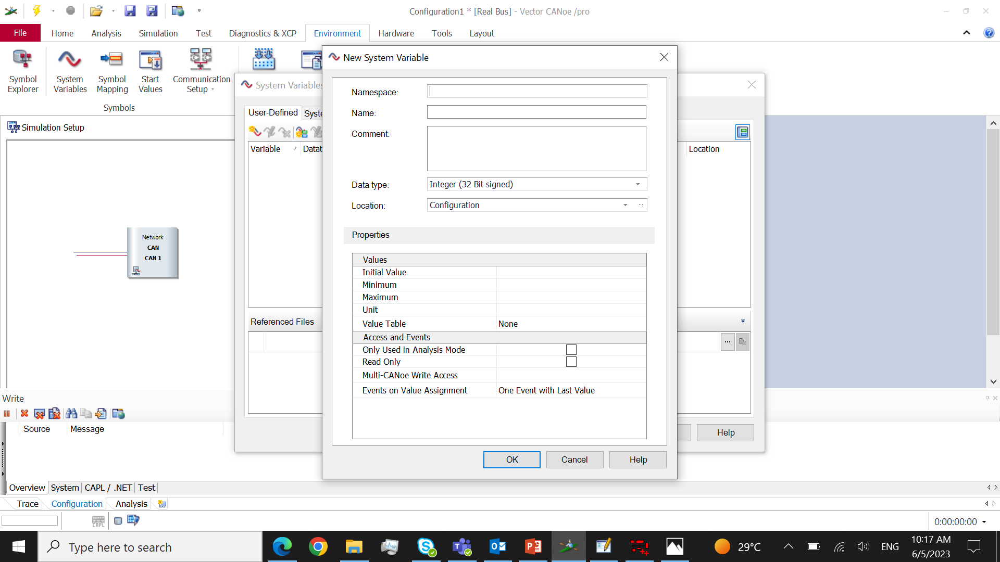 Configuration1 * [Real Bus] - Vector CANoe /pro
File
Home
Analysis
Simulation
Test
Diagnostics & XCP
Environment
Hardware
Tools
Layout
Symbol Explorer
System Variables
Symbol Mapping
Start Values
Communication Setup
Symbols
New System Variable
System Variables
Namespace:
Name:
Comment:
Data type:
Integer (32 Bit signed)
Location:
Configuration
...
Properties
Values
Initial Value
Minimum
Maximum
Unit
Value Table
None
Access and Events
Only Used in Analysis Mode
Read Only
Multi-CANoe Write Access
Events on Value Assignment
One Event with Last Value
OK
Cancel
Help
User-Defined
Syste
Variable
Datat
Location
Referenced Files
...
Help
Simulation Setup
Network
CAN
CAN 1
Write
Source
Message
Overview
System
CAPL / .NET
Test
Trace
Configuration
Analysis
CAPL
0:00:00:00
Type here to search
29°C
ENG
10:17 AM
6/5/2023